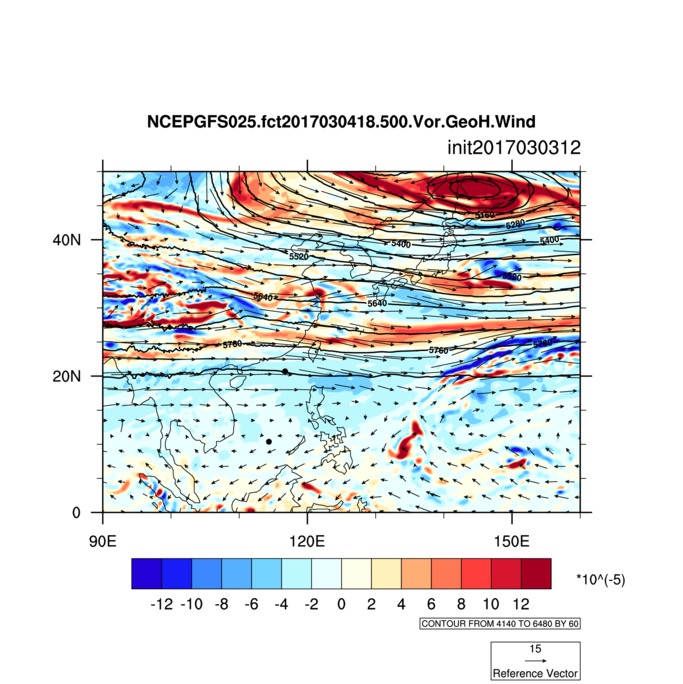 NCEPGFS025.fct2017030418.500.Vor.GeoH.Wind
init2017030312
5160
5280
40N
5400
5400
5520
5640
5640
5760
5760
20N
0
90E 120E 150E
-12 -10 -8 -6 -4 -2 0 2 4 6 8 10 12
*10^(-5)
CONTOUR FROM 4140 TO 6480 BY 60
15
Reference Vector